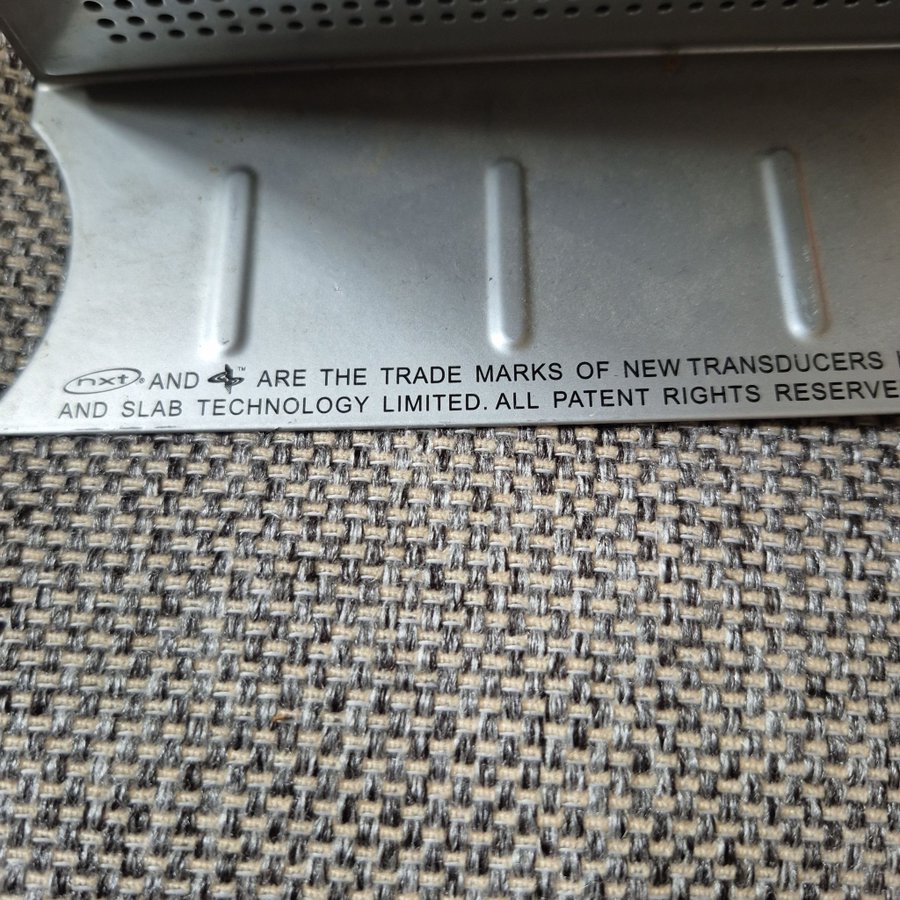 nxt® AND ™ ARE THE TRADE MARKS OF NEW TRANSDUCERS
AND SLAB TECHNOLOGY LIMITED. ALL PATENT RIGHTS RESERVE